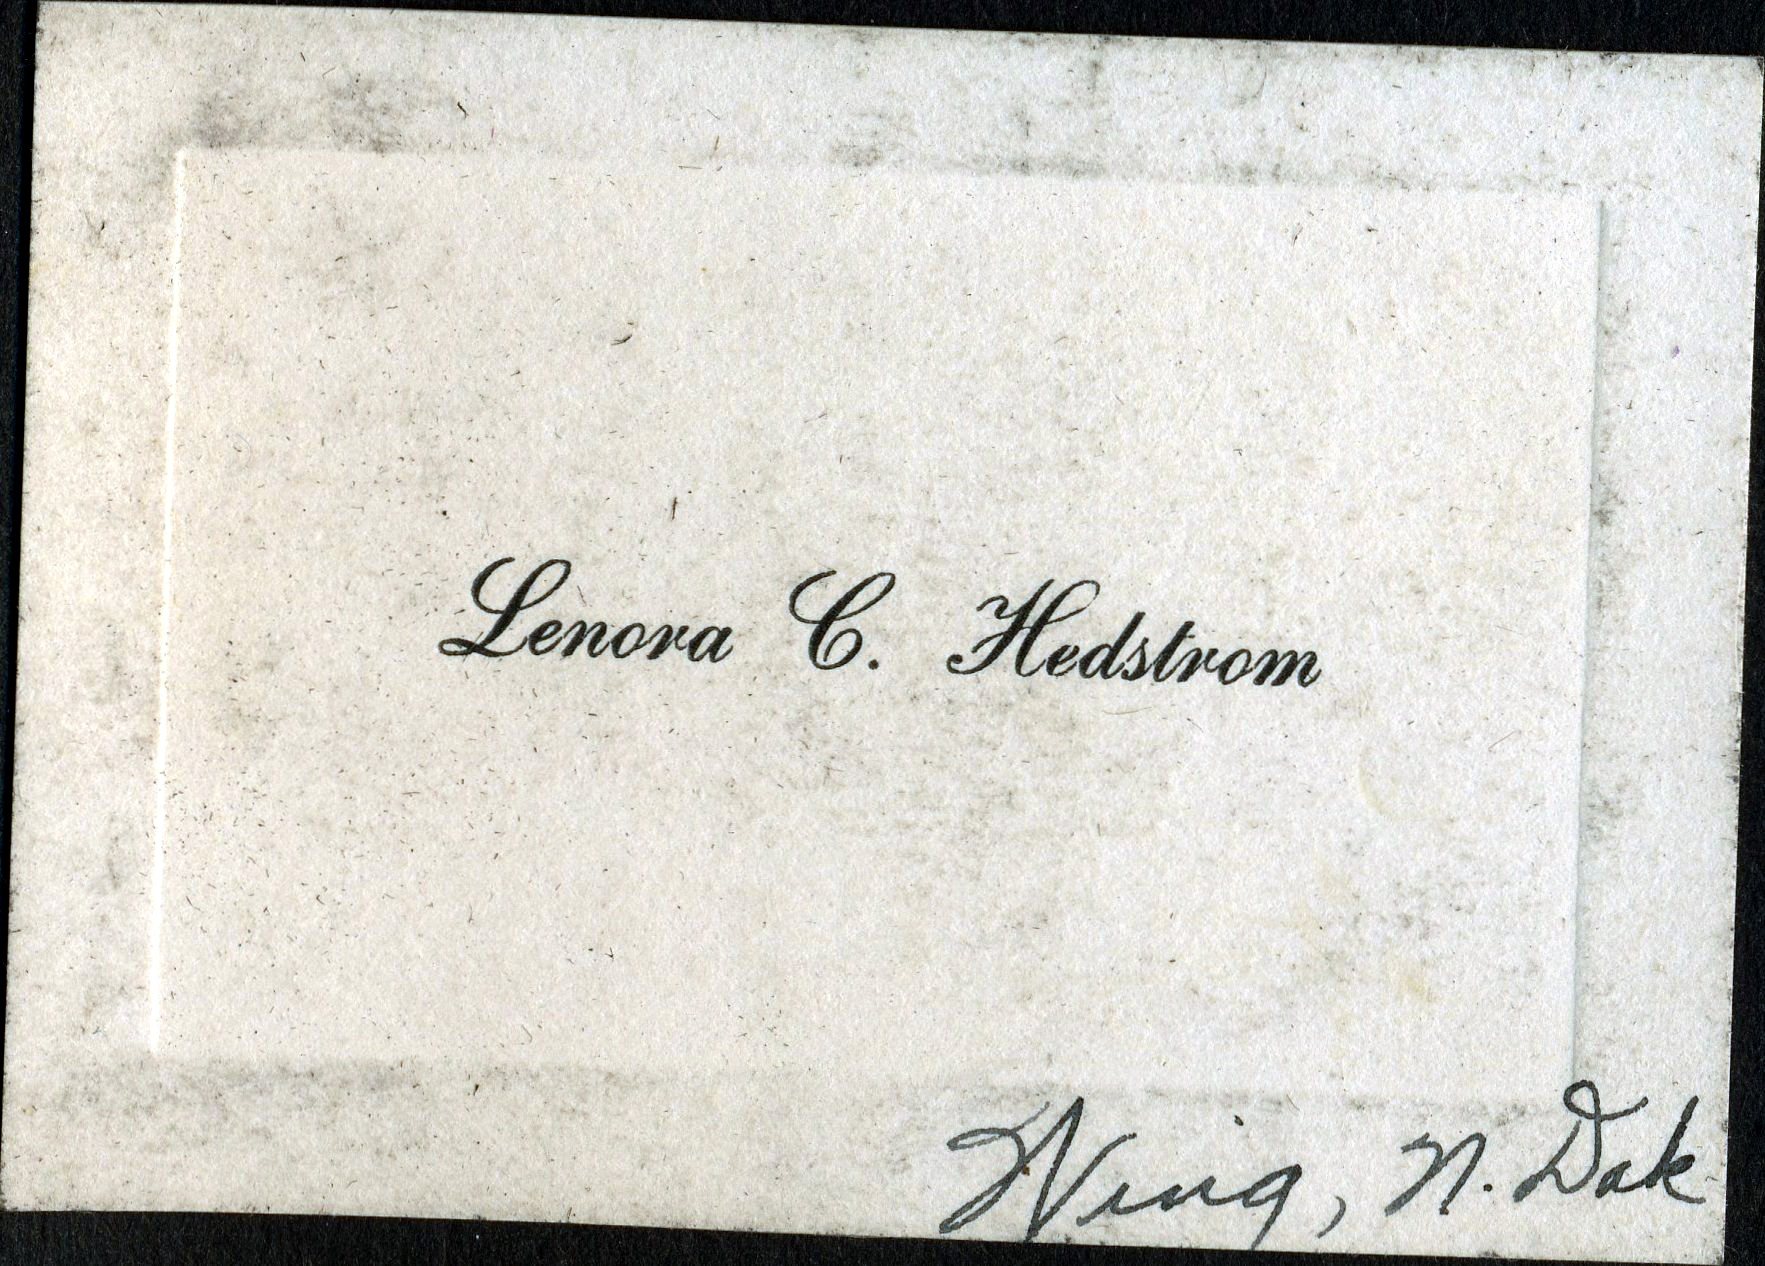 Lenora C. Hedstrom
Wing, N. Dak